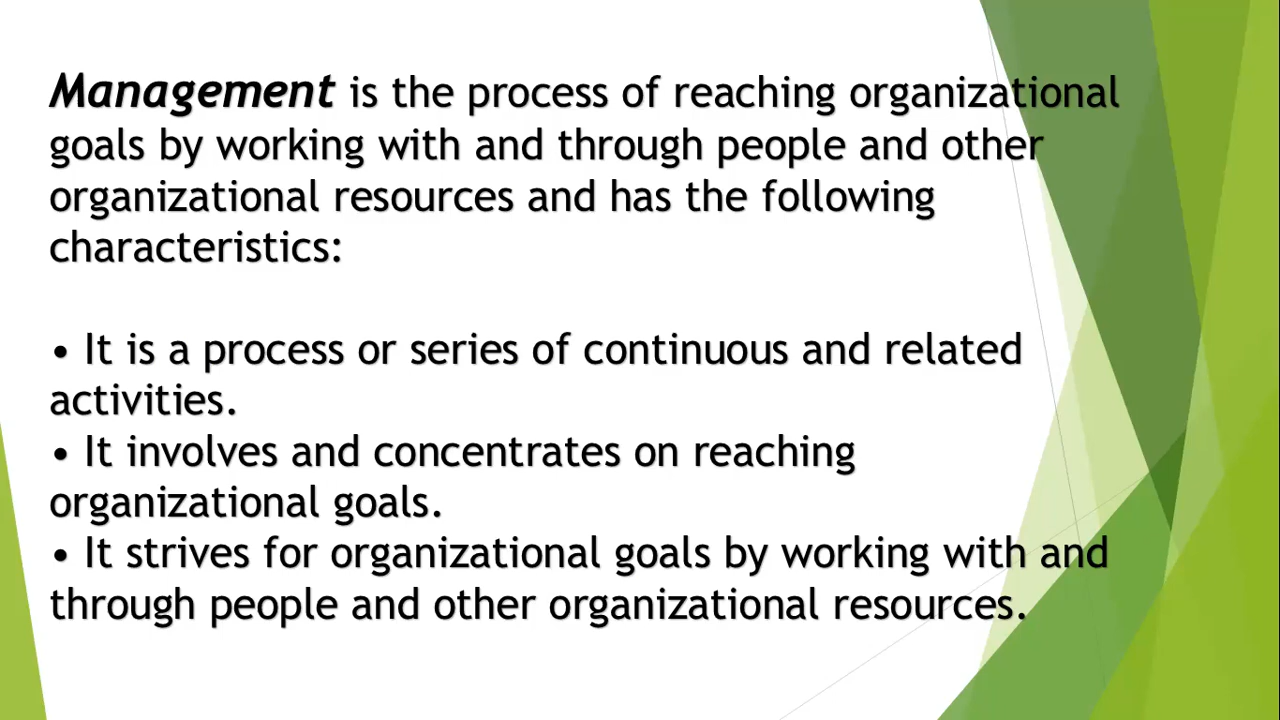 Management is the process of reaching organizational
goals by working with and through people and other
organizational resources and has the following
characteristics:
• It is a process or series of continuous and related
activities.
• It involves and concentrates on reaching
organizational goals.
• It strives for organizational goals by working with and
through people and other organizational resources.